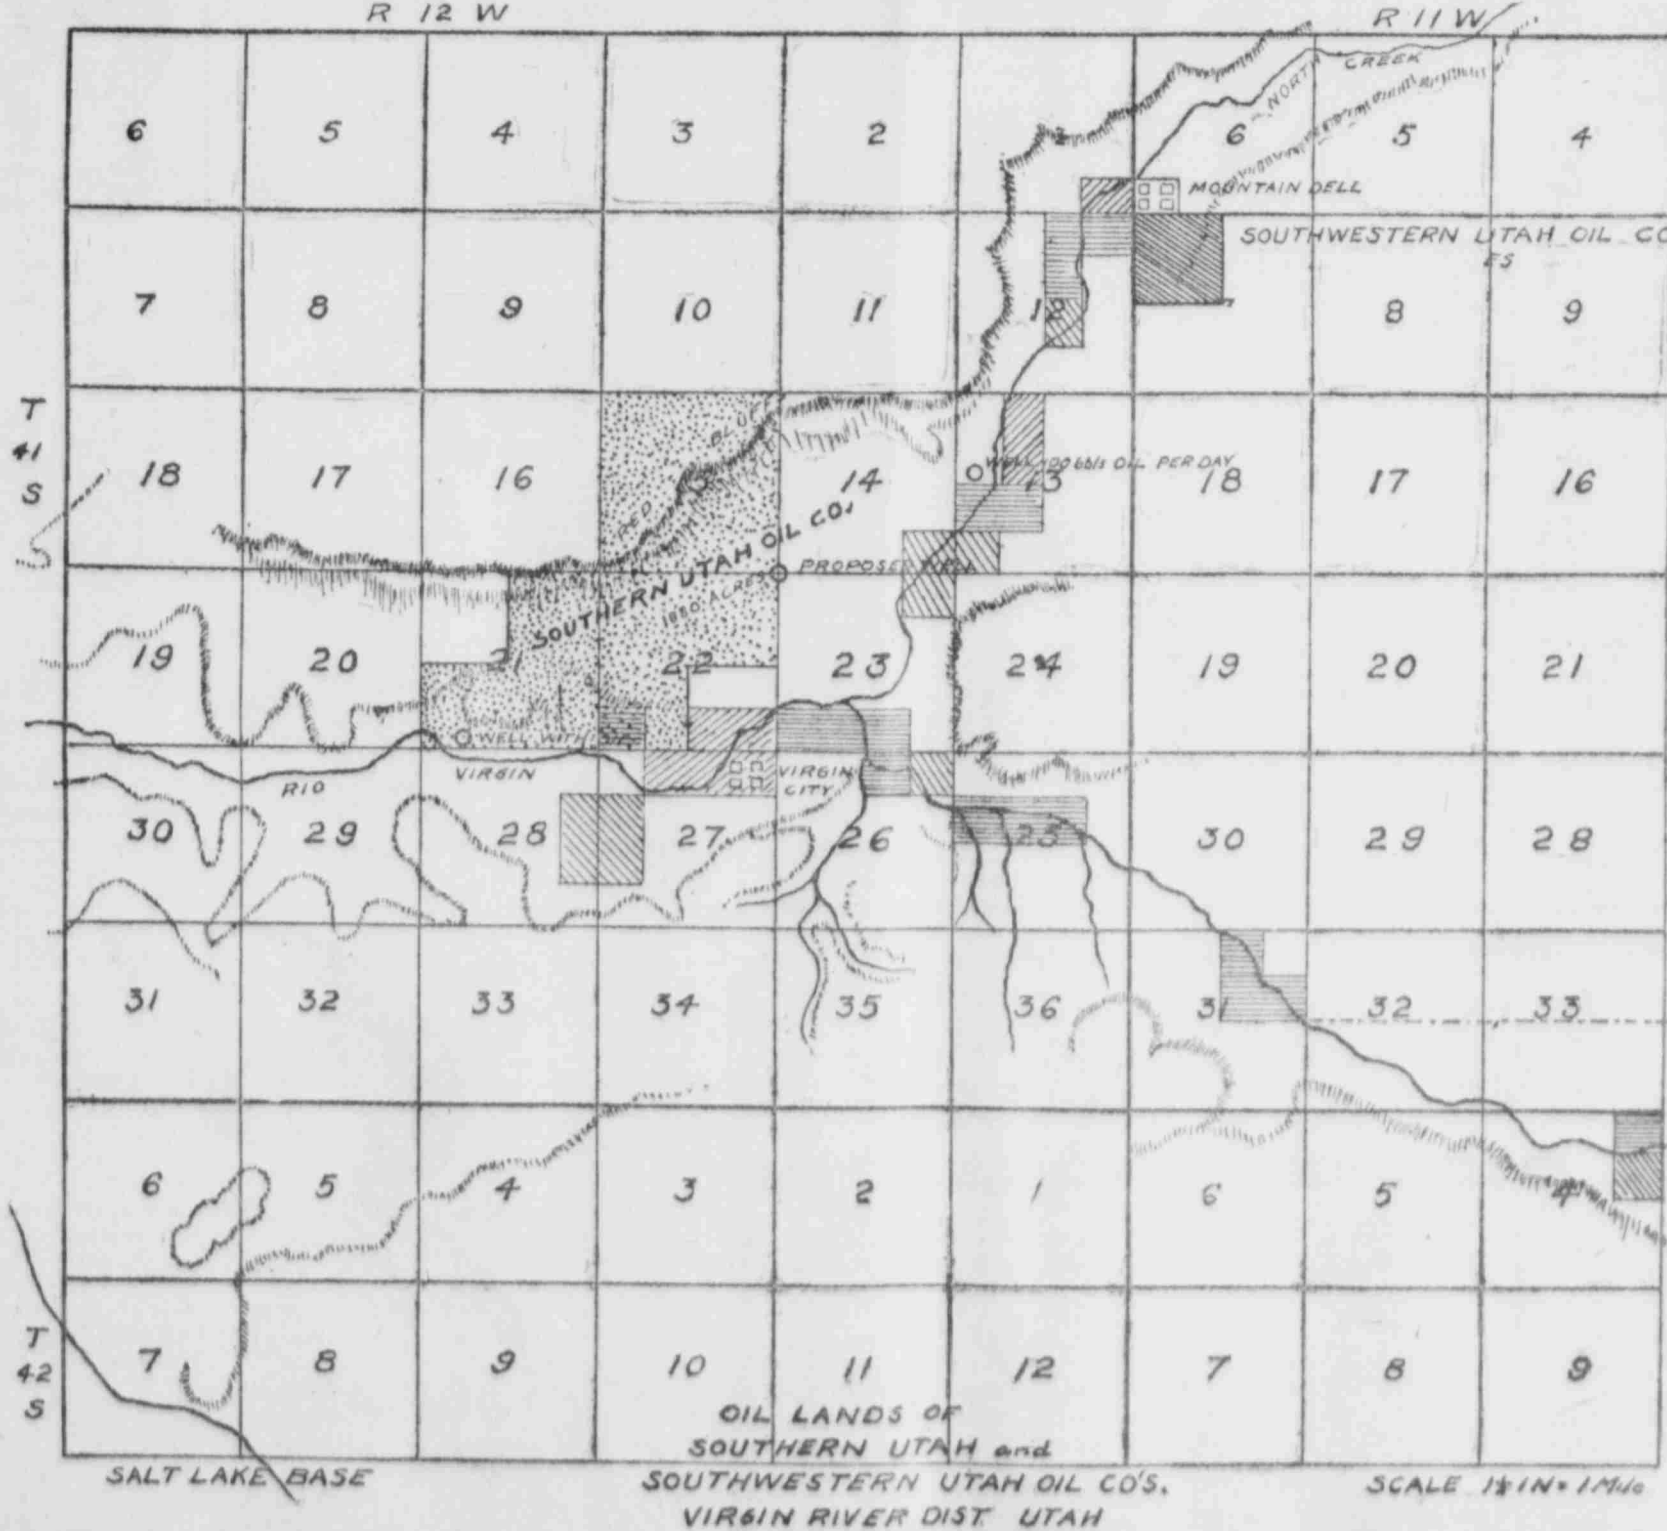 R 12 W R 11 W
NORTH CREEK
6 5 4 3 2 6 5 4
MOUNTAIN DELL
SOUTHWESTERN UTAH OIL CO
ES
7 8 9 10 11 12 8 9
T
41
S
RED BLUF
WELL 120 bbls OIL PER DAY
18 17 16 15 14 13 18 17 16
SOUTHERN UTAH OIL CO.
1880 ACRES
PROPOSED
19 20 21 22 23 24 19 20 21
WELL WITH
RIO VIRGIN
VIRGIN
CITY
30 29 28 27 26 25 30 29 28
31 32 33 34 35 36 31 32 33
6 5 4 3 2 1 6 5 4
T
42
S
7 8 9 10 11 12 7 8 9
OIL LANDS OF
SOUTHERN UTAH and
SALT LAKE BASE
SOUTHWESTERN UTAH OIL CO'S.
SCALE IN = 1 Mile
VIRGIN RIVER DIST. UTAH